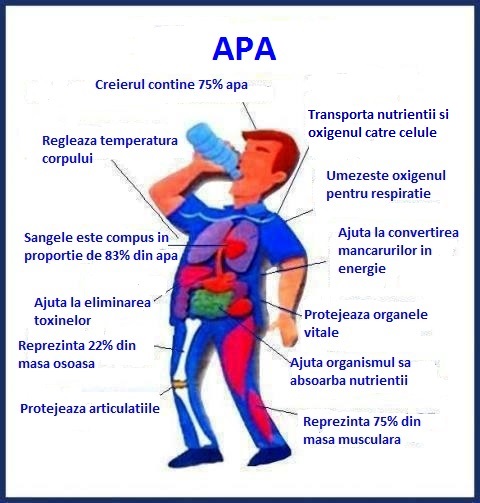 APA
Creierul contine 75% apa
Transporta nutrientii si
oxigenul catre celule
Regleaza temperatura
corpului
Umezeste oxigenul
pentru respiratie
Sangele este compus in
proportie de 83% din apa
Ajuta la convertirea
mancarurilor in
energie
Ajuta la eliminarea
toxinelor
Protejeaza organele
vitale
Reprezinta 22% din
masa osoasa
Ajuta organismul sa
absoarba nutrientii
Protejeaza articulatiile
Reprezinta 75% din
masa musculara